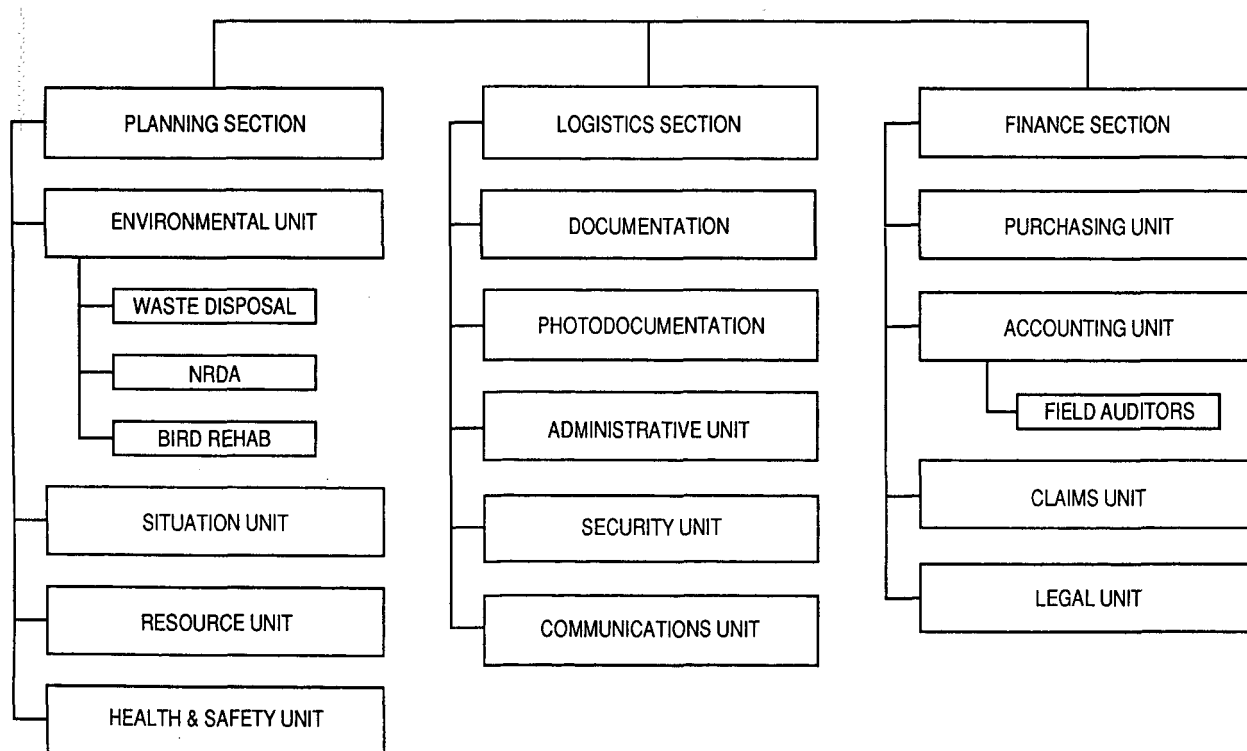 PLANNING SECTION
ENVIRONMENTAL UNIT
WASTE DISPOSAL
NRDA
BIRD REHAB
SITUATION UNIT
RESOURCE UNIT
HEALTH & SAFETY UNIT
LOGISTICS SECTION
DOCUMENTATION
PHOTODOCUMENTATION
ADMINISTRATIVE UNIT
SECURITY UNIT
COMMUNICATIONS UNIT
FINANCE SECTION
PURCHASING UNIT
ACCOUNTING UNIT
FIELD AUDITORS
CLAIMS UNIT
LEGAL UNIT